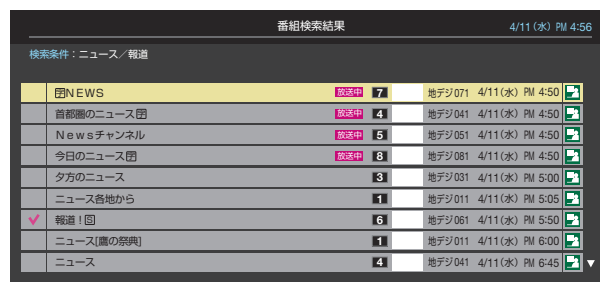 番組検索結果 4/11(水) PM 4:56
検索条件：ニュース／報道
🈑NEWS 放送中 7 地デジ071 4/11(水) PM 4:50
首都圏のニュース🈑 放送中 4 地デジ041 4/11(水) PM 4:50
Newsチャンネル 放送中 5 地デジ051 4/11(水) PM 4:50
今日のニュース🈑 放送中 8 地デジ081 4/11(水) PM 4:50
夕方のニュース 3 地デジ031 4/11(水) PM 5:00
ニュース各地から 1 地デジ011 4/11(水) PM 5:05
報道！🅂 6 地デジ061 4/11(水) PM 5:50
ニュース[鷹の祭典] 1 地デジ011 4/11(水) PM 6:00
ニュース 4 地デジ041 4/11(水) PM 6:45